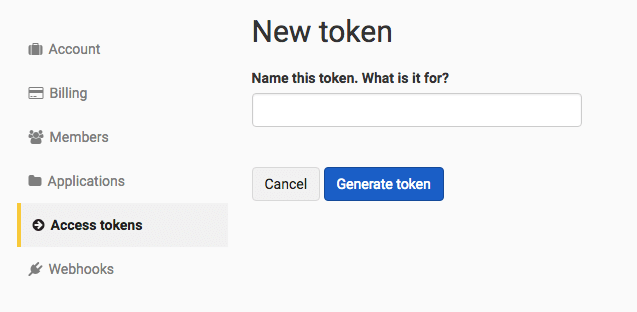 New token
Account
Name this token. What is it for?
Billing
Members
Applications
Cancel Generate token
Access tokens
Webhooks